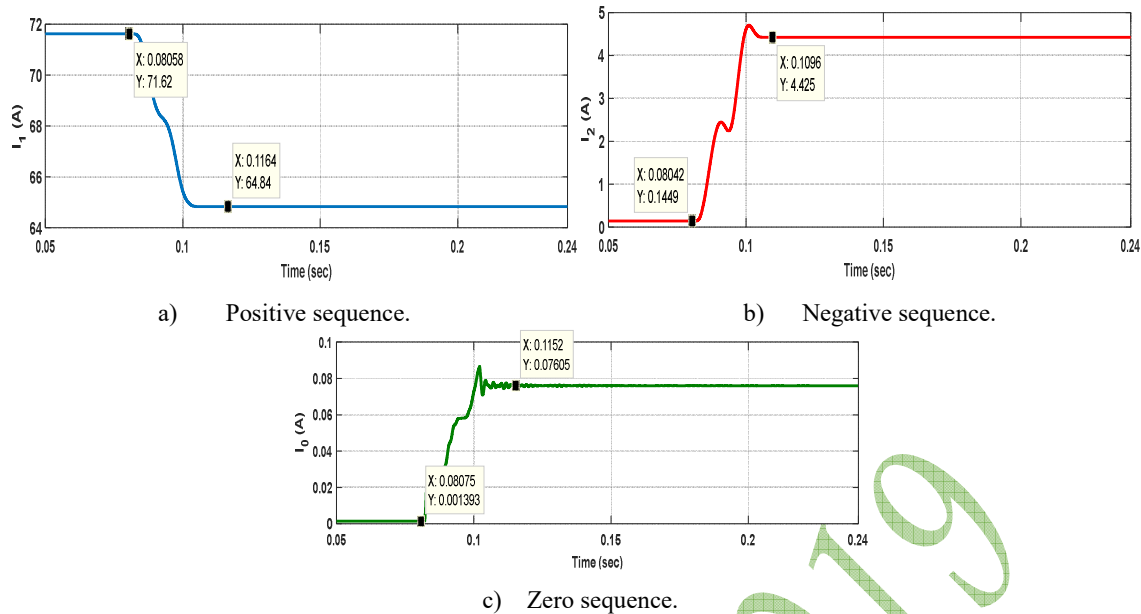 72
70
68
66
64
I_1 (A)
X: 0.08058
Y: 71.62
X: 0.1164
Y: 64.84
0.05 0.1 0.15 0.2 0.24
Time (sec)
a) Positive sequence.
5
4
3
2
1
0
I_2 (A)
X: 0.1096
Y: 4.425
X: 0.08042
Y: 0.1449
0.05 0.1 0.15 0.2 0.24
Time (sec)
b) Negative sequence.
0.1
0.08
0.06
0.04
0.02
0
I_0 (A)
X: 0.1152
Y: 0.07605
X: 0.08075
Y: 0.001393
0.05 0.1 0.15 0.2 0.24
Time (sec)
c) Zero sequence.
19